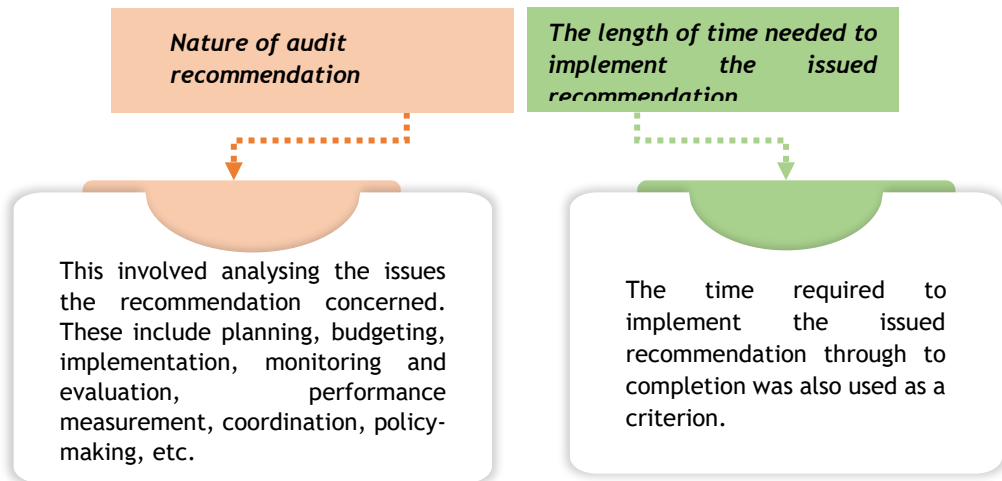 Nature of audit
recommendation
The length of time needed to
implement the issued
recommendation
This involved analysing the issues
the recommendation concerned.
These include planning, budgeting,
implementation, monitoring and
evaluation, performance
measurement, coordination, policy-
making, etc.
The time required to
implement the issued
recommendation through to
completion was also used as a
criterion.